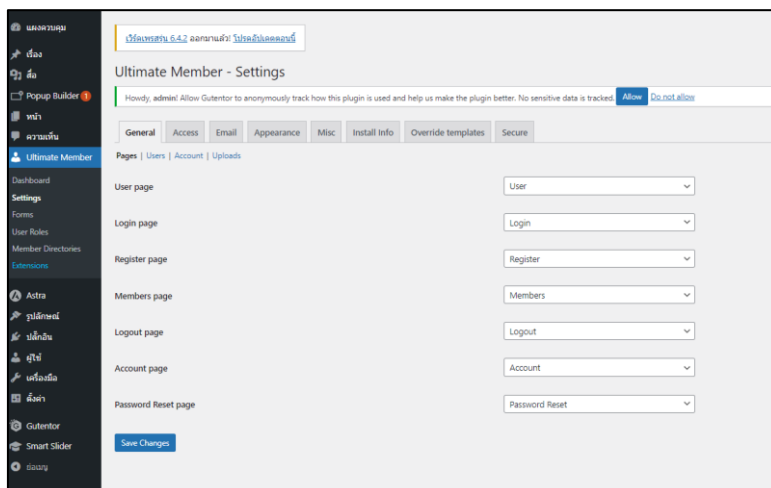 แผงควบคุม
เรื่อง
สื่อ
Popup Builder 1
หน้า
ความเห็น
Ultimate Member
Dashboard
Settings
Forms
User Roles
Member Directories
Extensions
Astra
รูปลักษณ์
ปลั๊กอิน
ผู้ใช้
เครื่องมือ
ตั้งค่า
Gutentor
Smart Slider
ย่อเมนู
เวิร์ดเพรสรุ่น 6.4.2 ออกมาแล้ว! โปรดอัปเดตตอนนี้
Ultimate Member - Settings
Howdy, admin! Allow Gutentor to anonymously track how this plugin is used and help us make the plugin better. No sensitive data is tracked. Allow Do not allow
General Access Email Appearance Misc Install Info Override templates Secure
Pages | Users | Account | Uploads
User page User
Login page Login
Register page Register
Members page Members
Logout page Logout
Account page Account
Password Reset page Password Reset
Save Changes